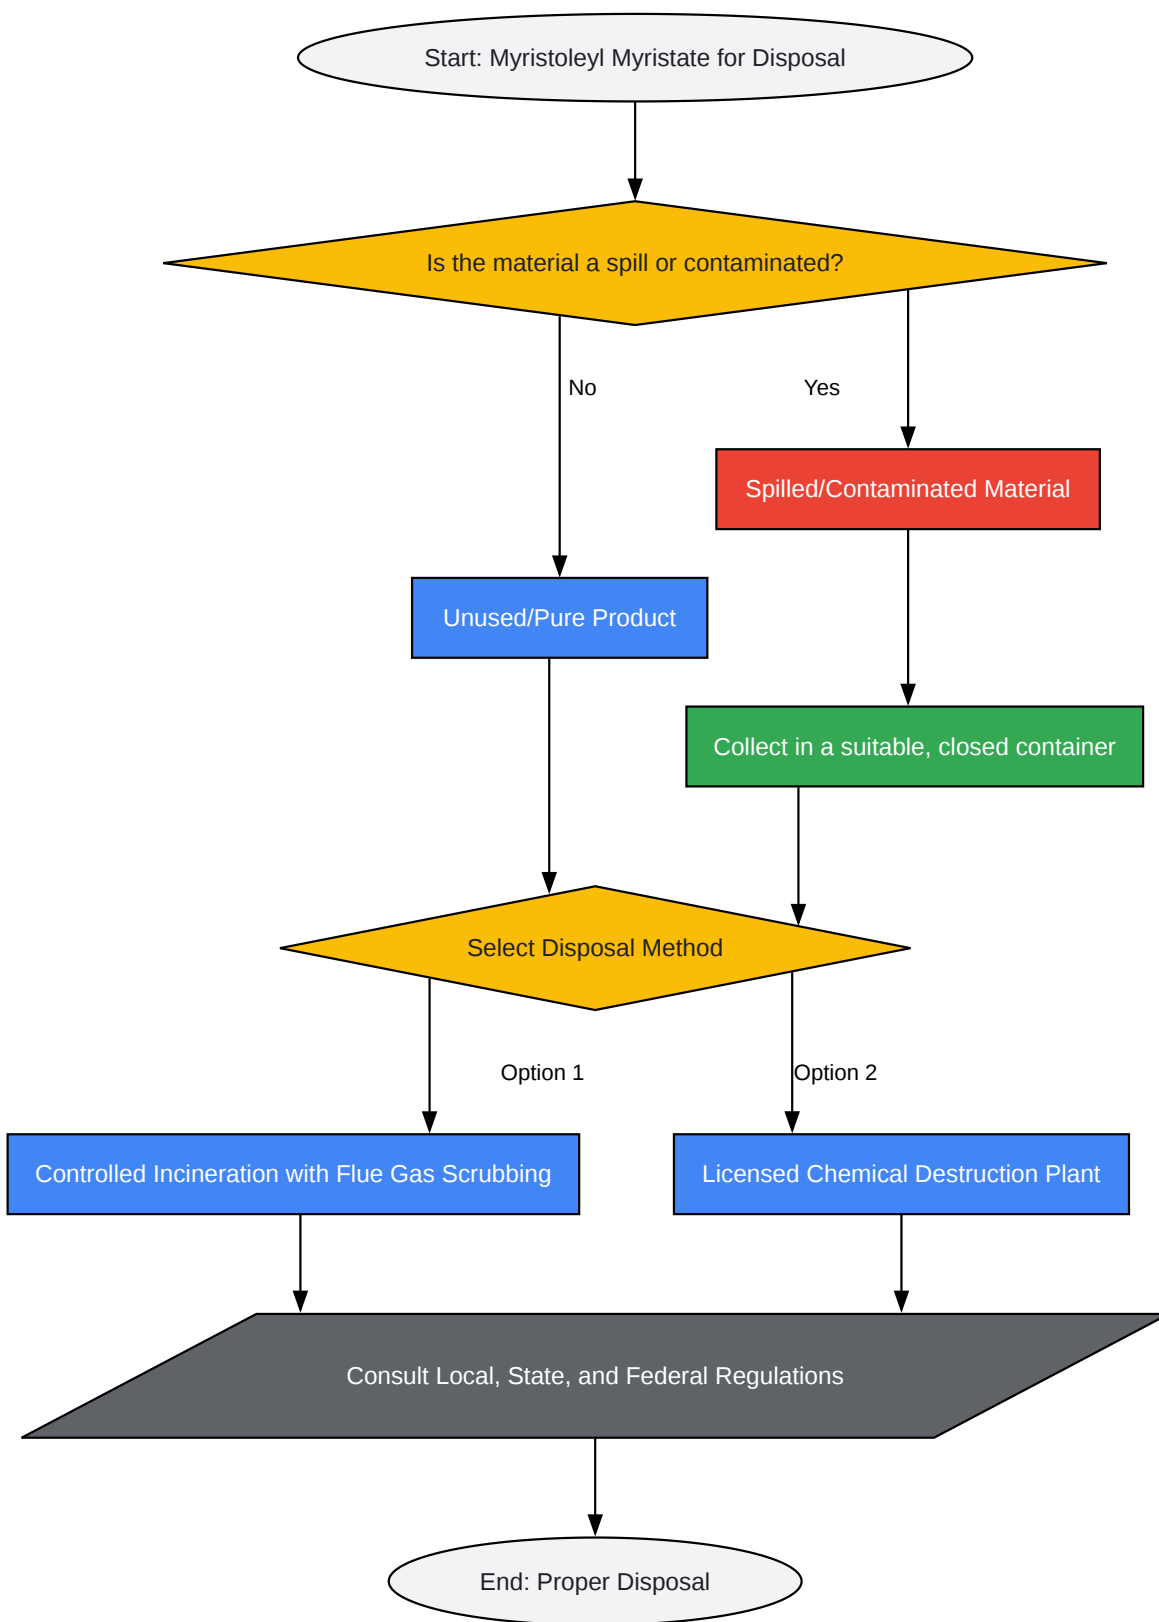 Start: Myristoleyl Myristate for Disposal
Is the material a spill or contaminated?
No
Yes
Spilled/Contaminated Material
Unused/Pure Product
Collect in a suitable, closed container
Select Disposal Method
Option 1
Option 2
Controlled Incineration with Flue Gas Scrubbing
Licensed Chemical Destruction Plant
Consult Local, State, and Federal Regulations
End: Proper Disposal